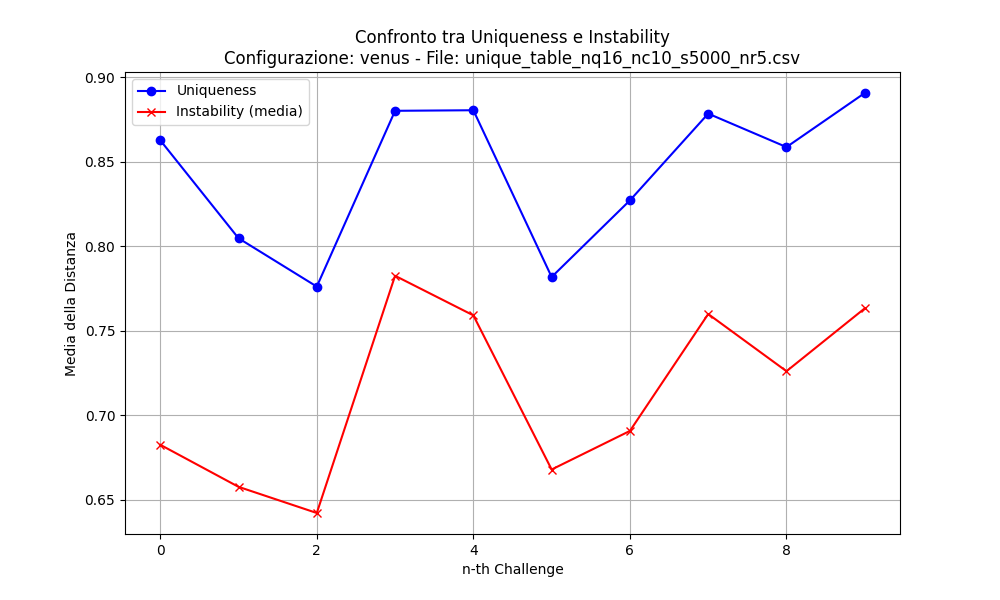 Confronto tra Uniqueness e Instability
Configurazione: venus - File: unique_table_nq16_nc10_s5000_nr5.csv
Uniqueness
Instability (media)
0.90
0.85
0.80
0.75
0.70
0.65
Media della Distanza
0 2 4 6 8
n-th Challenge